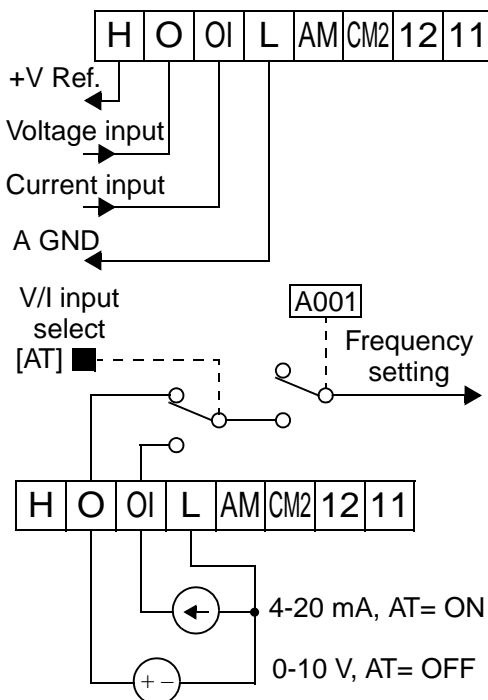 H O OI L AM CM2 12 11
+V Ref.
Voltage input
Current input
A GND
V/I input
select
[AT]
A001
Frequency
setting
H O OI L AM CM2 12 11
4-20 mA, AT= ON
+ −
0-10 V, AT= OFF